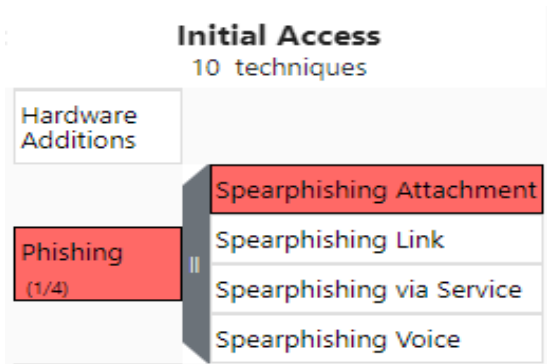 Initial Access
10 techniques
Hardware
Additions
Phishing
(1/4)
Spearphishing Attachment
Spearphishing Link
Spearphishing via Service
Spearphishing Voice